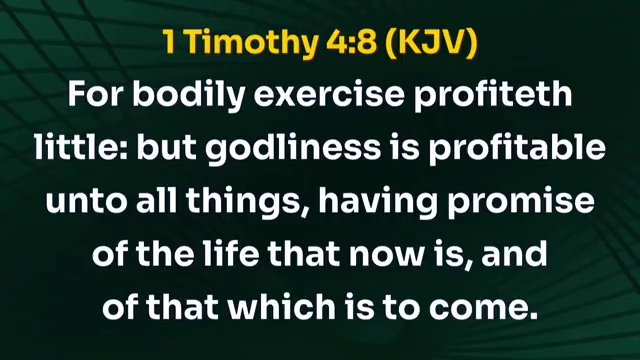 1 Timothy 4:8 (KJV)
For bodily exercise profiteth
little: but godliness is profitable
unto all things, having promise
of the life that now is, and
of that which is to come.